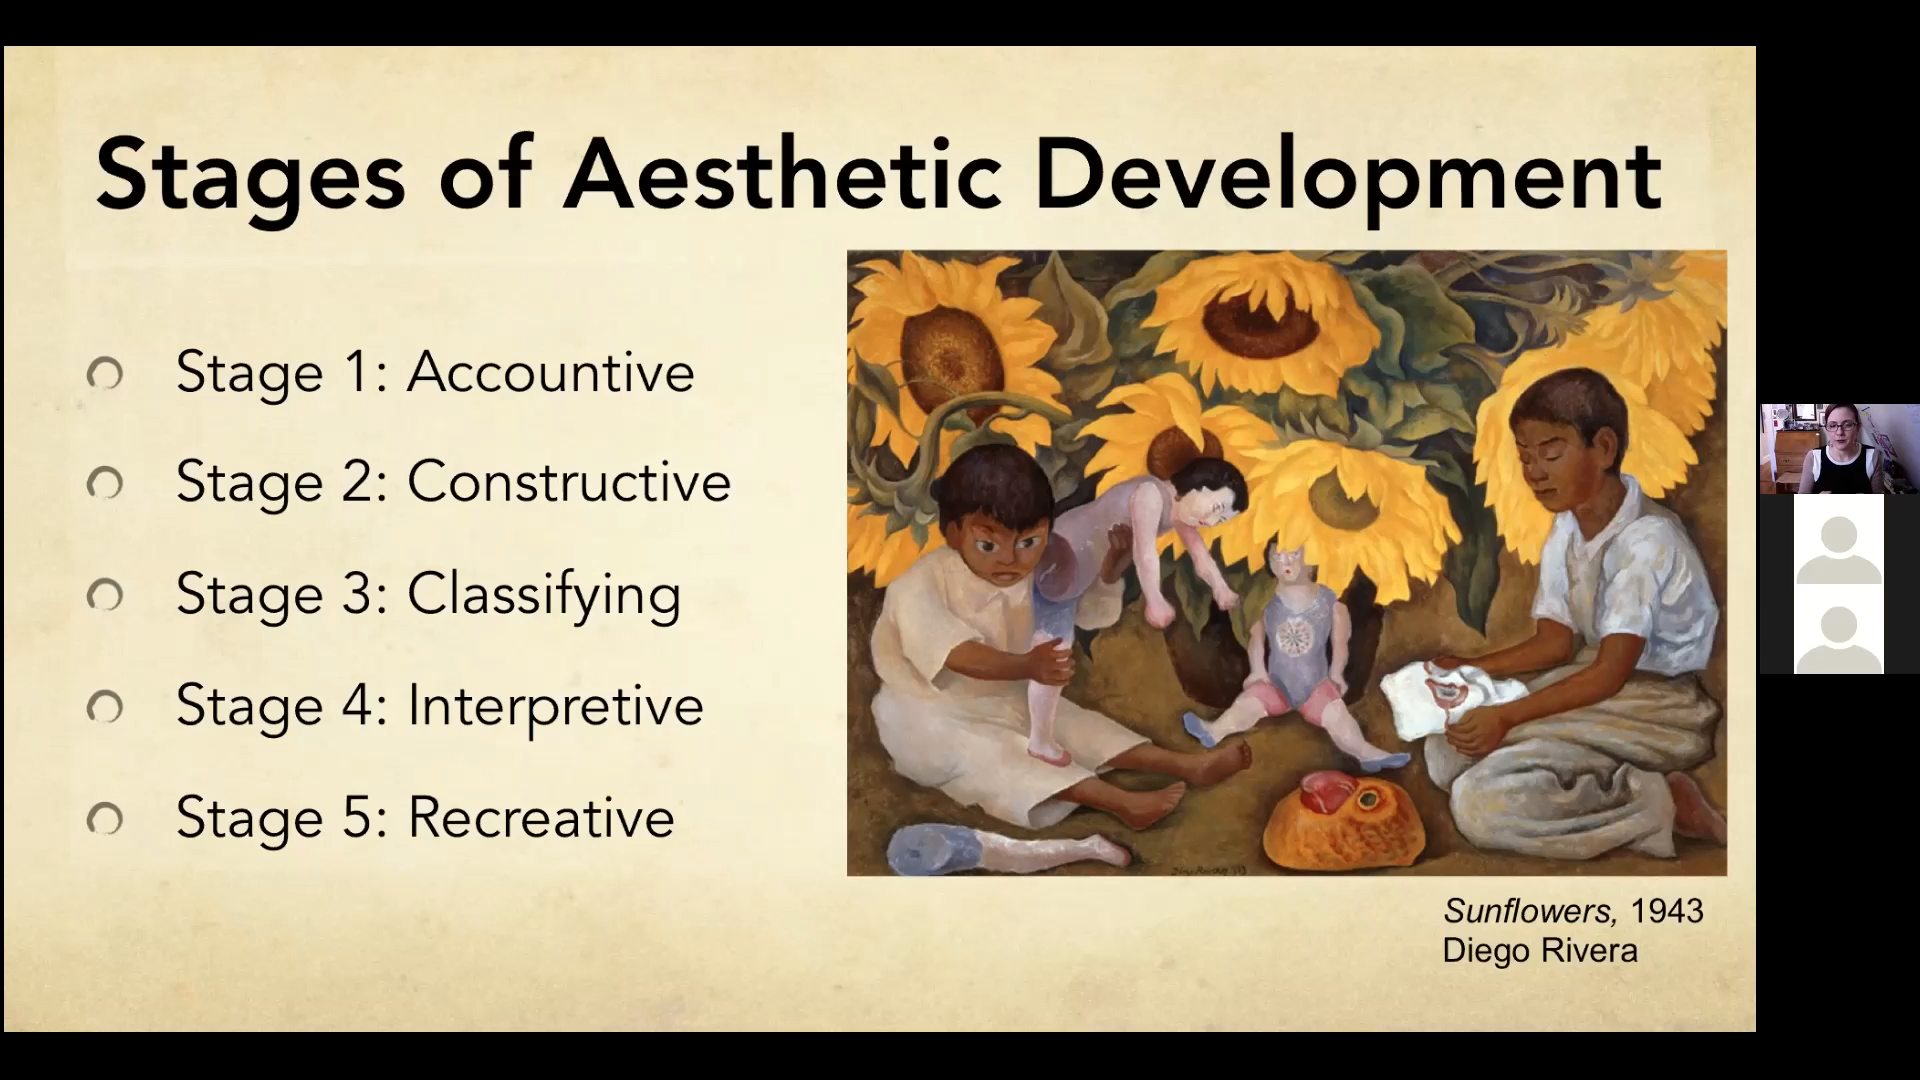 Stages of Aesthetic Development
Stage 1: Accountive
Stage 2: Constructive
Stage 3: Classifying
Stage 4: Interpretive
Stage 5: Recreative
Sunflowers, 1943
Diego Rivera